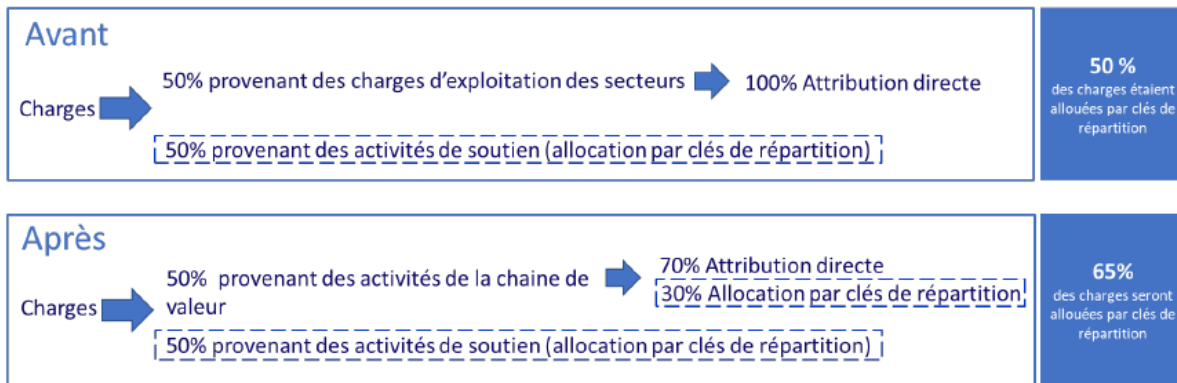 Avant
50% provenant des charges d'exploitation des secteurs
100% Attribution directe
Charges
50% provenant des activités de soutien (allocation par clés de répartition)
50 %
des charges étaient
allouées par clés de
répartition
Après
50% provenant des activités de la chaine de
valeur
70% Attribution directe
30% Allocation par clés de répartition
Charges
50% provenant des activités de soutien (allocation par clés de répartition)
65%
des charges seront
allouées par clés de
répartition